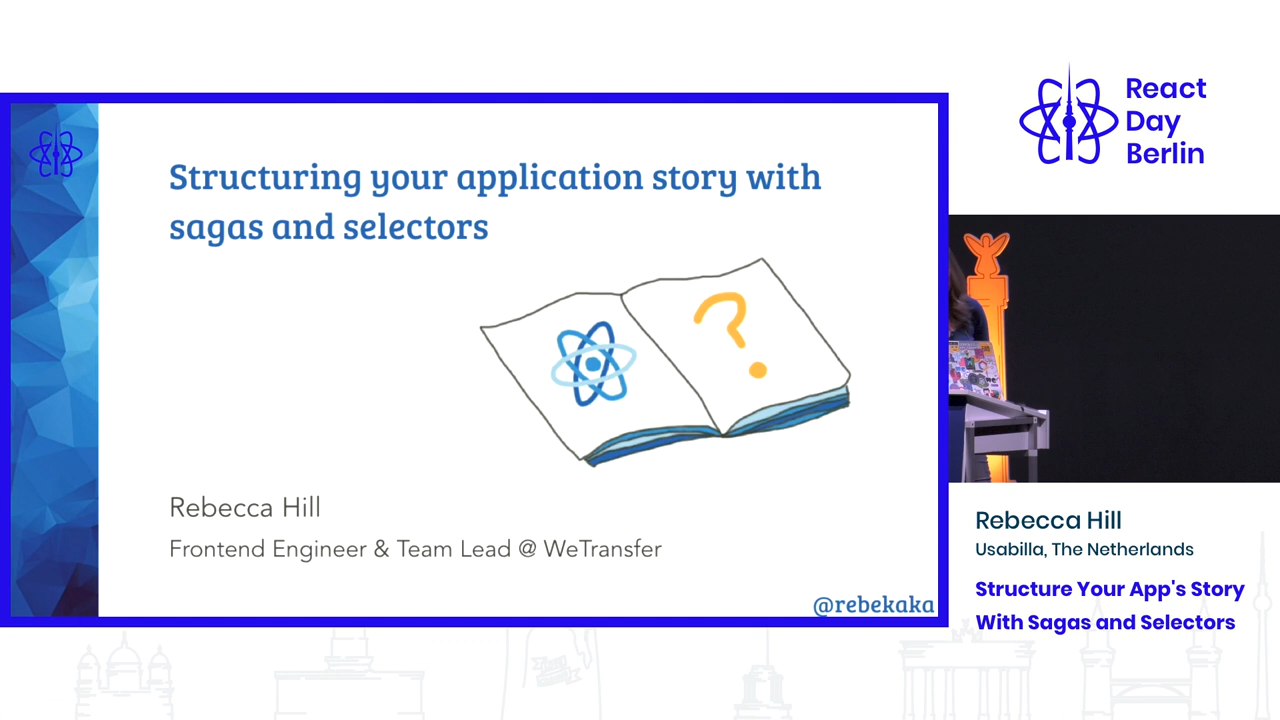 Structuring your application story with
sagas and selectors
?
Rebecca Hill
Frontend Engineer & Team Lead @ WeTransfer
@rebekaka
React
Day
Berlin
Rebecca Hill
Usabilla, The Netherlands
Structure Your App's Story
With Sagas and Selectors